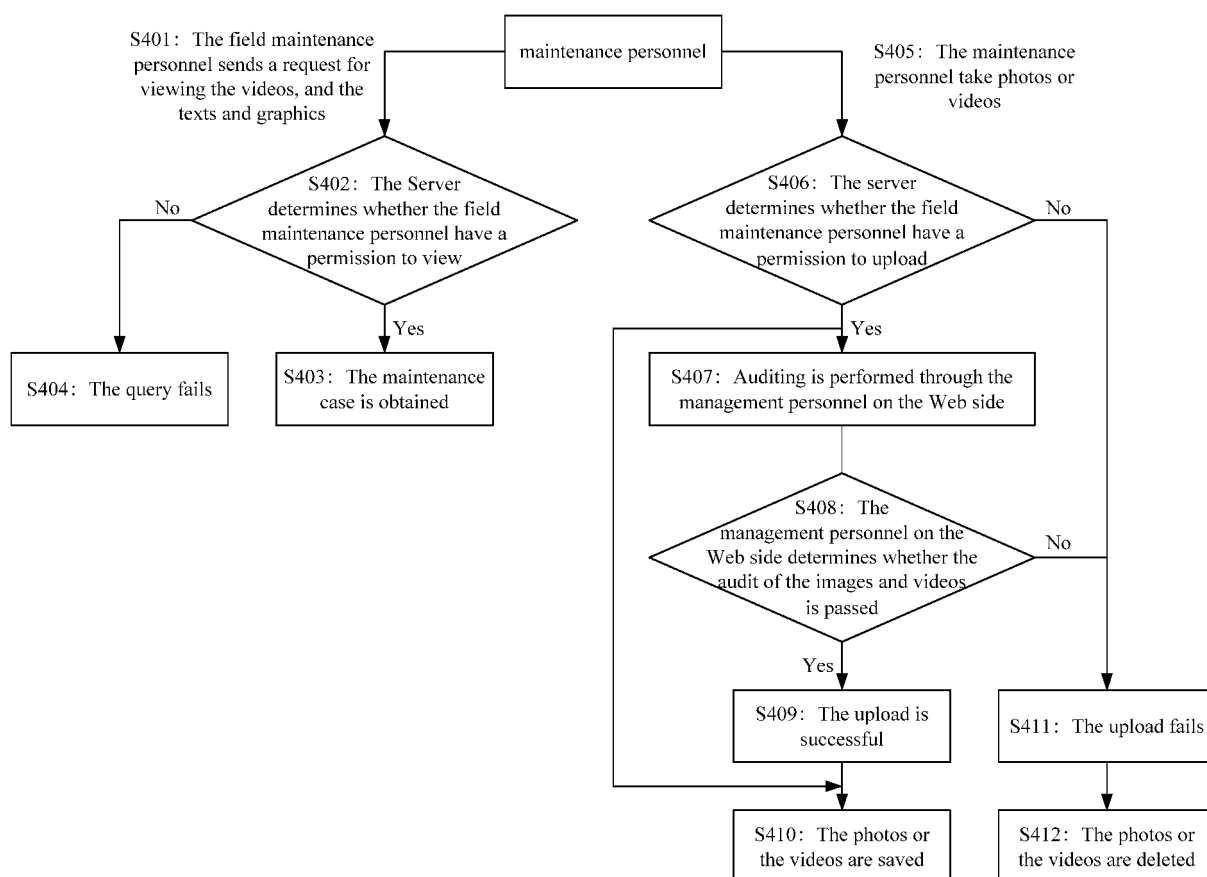 S401：The field maintenance
personnel sends a request for
viewing the videos, and the
texts and graphics
maintenance personnel
S405：The maintenance
personnel take photos or
videos
S402：The Server
determines whether the field
maintenance personnel have a
permission to view
No
Yes
S404：The query fails
S403：The maintenance
case is obtained
S406：The server
determines whether the field
maintenance personnel have a
permission to upload
No
Yes
S407：Auditing is performed through the
management personnel on the Web side
S408：The
management personnel on the
Web side determines whether the
audit of the images and videos
is passed
No
Yes
S409：The upload is
successful
S411：The upload fails
S410：The photos or
the videos are saved
S412：The photos or
the videos are deleted